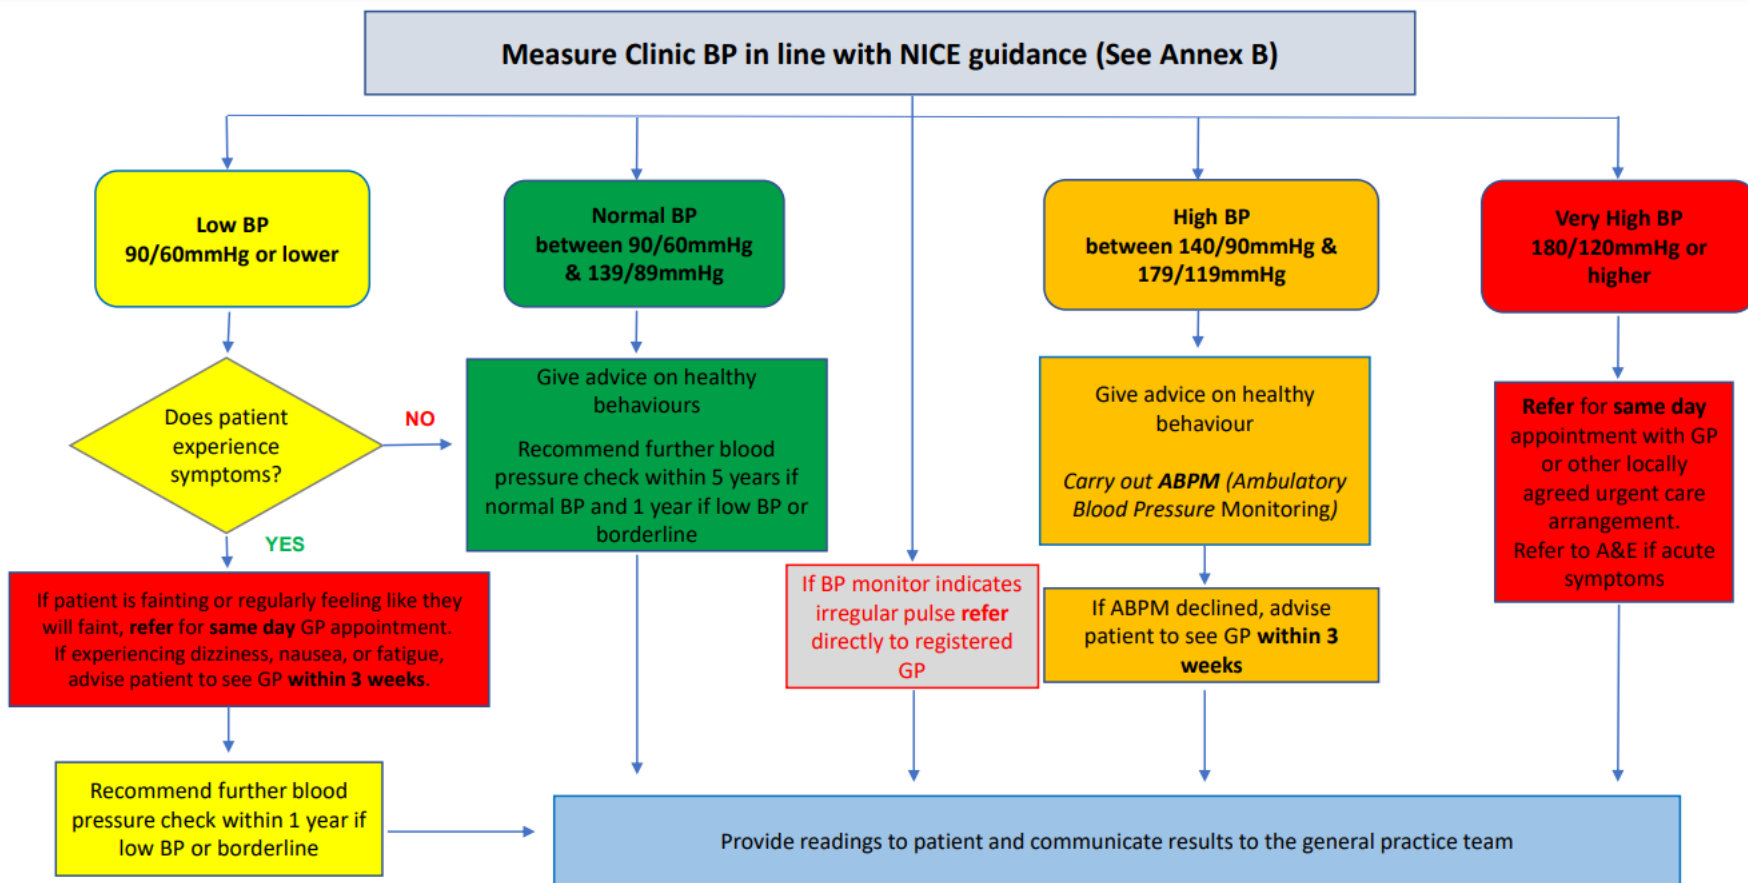 Measure Clinic BP in line with NICE guidance (See Annex B)
Low BP
90/60mmHg or lower
Normal BP
between 90/60mmHg
& 139/89mmHg
High BP
between 140/90mmHg &
179/119mmHg
Very High BP
180/120mmHg or
higher
Does patient
experience
symptoms?
NO
YES
Give advice on healthy
behaviours
Recommend further blood
pressure check within 5 years if
normal BP and 1 year if low BP or
borderline
Give advice on healthy
behaviour
Carry out ABPM (Ambulatory
Blood Pressure Monitoring)
Refer for same day
appointment with GP
or other locally
agreed urgent care
arrangement.
Refer to A&E if acute
symptoms
If patient is fainting or regularly feeling like they
will faint, refer for same day GP appointment.
If experiencing dizziness, nausea, or fatigue,
advise patient to see GP within 3 weeks.
If BP monitor indicates
irregular pulse refer
directly to registered
GP
If ABPM declined, advise
patient to see GP within 3
weeks
Recommend further blood
pressure check within 1 year if
low BP or borderline
Provide readings to patient and communicate results to the general practice team